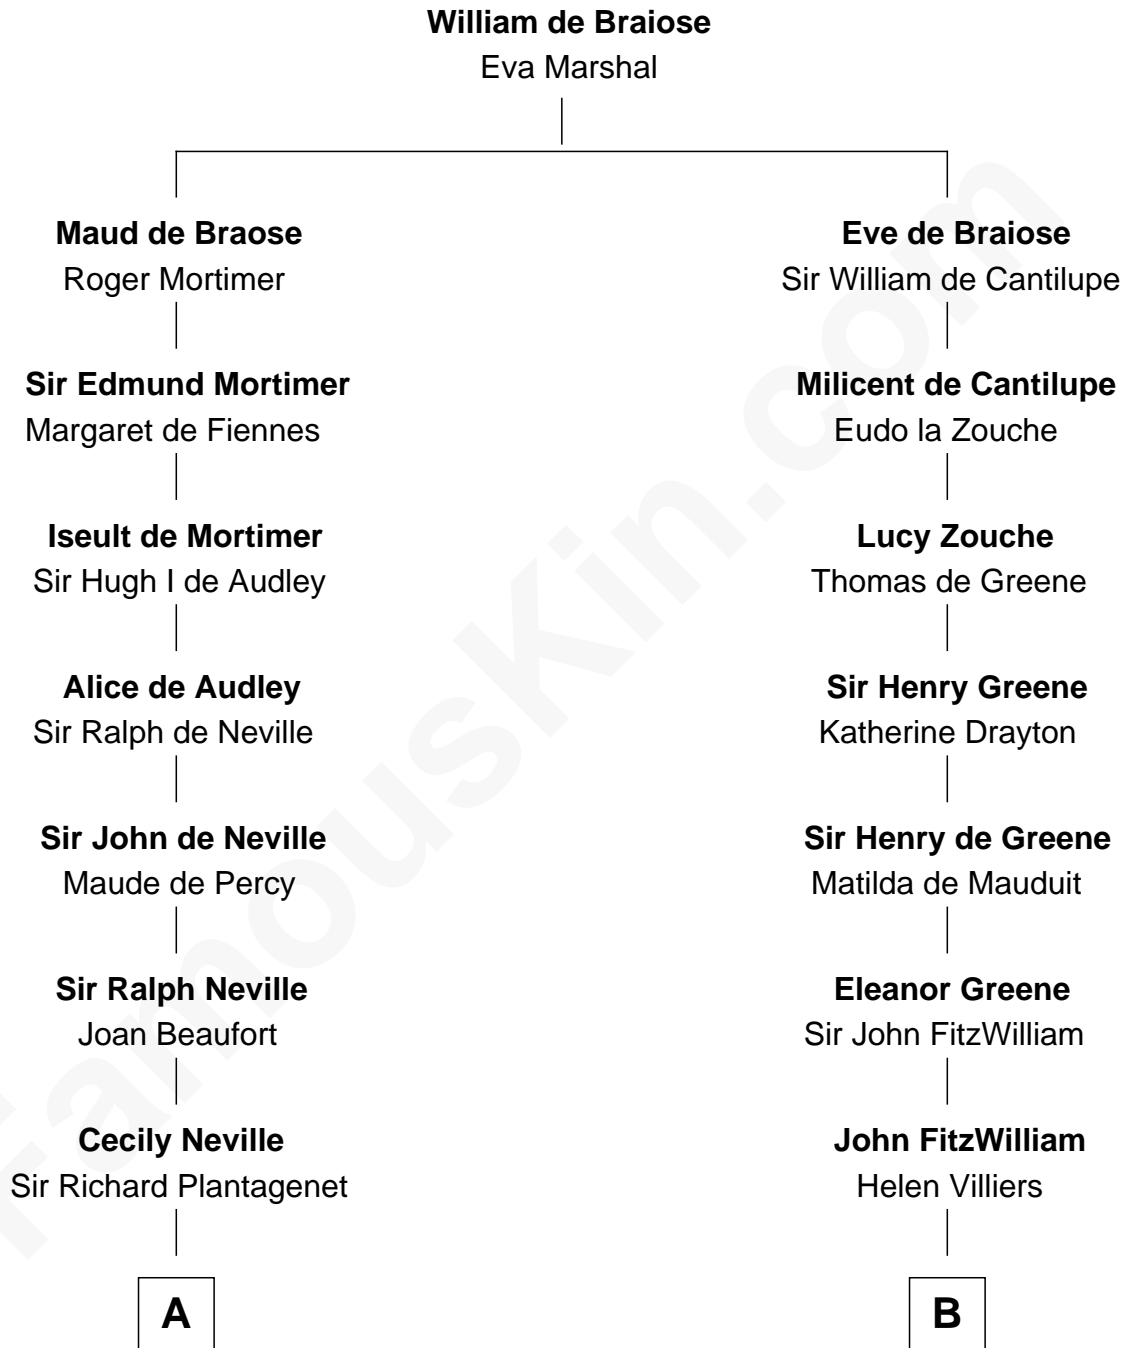 William de Braiose
Eva Marshal
Maud de Braose
Roger Mortimer
Eve de Braiose
Sir William de Cantilupe
Sir Edmund Mortimer
Margaret de Fiennes
Milicent de Cantilupe
Eudo la Zouche
Iseult de Mortimer
Sir Hugh I de Audley
Lucy Zouche
Thomas de Greene
Alice de Audley
Sir Ralph de Neville
Sir Henry Greene
Katherine Drayton
Sir John de Neville
Maude de Percy
Sir Henry de Greene
Matilda de Mauduit
Sir Ralph Neville
Joan Beaufort
Eleanor Greene
Sir John FitzWilliam
Cecily Neville
Sir Richard Plantagenet
John FitzWilliam
Helen Villiers
A
B
FamousKin.com